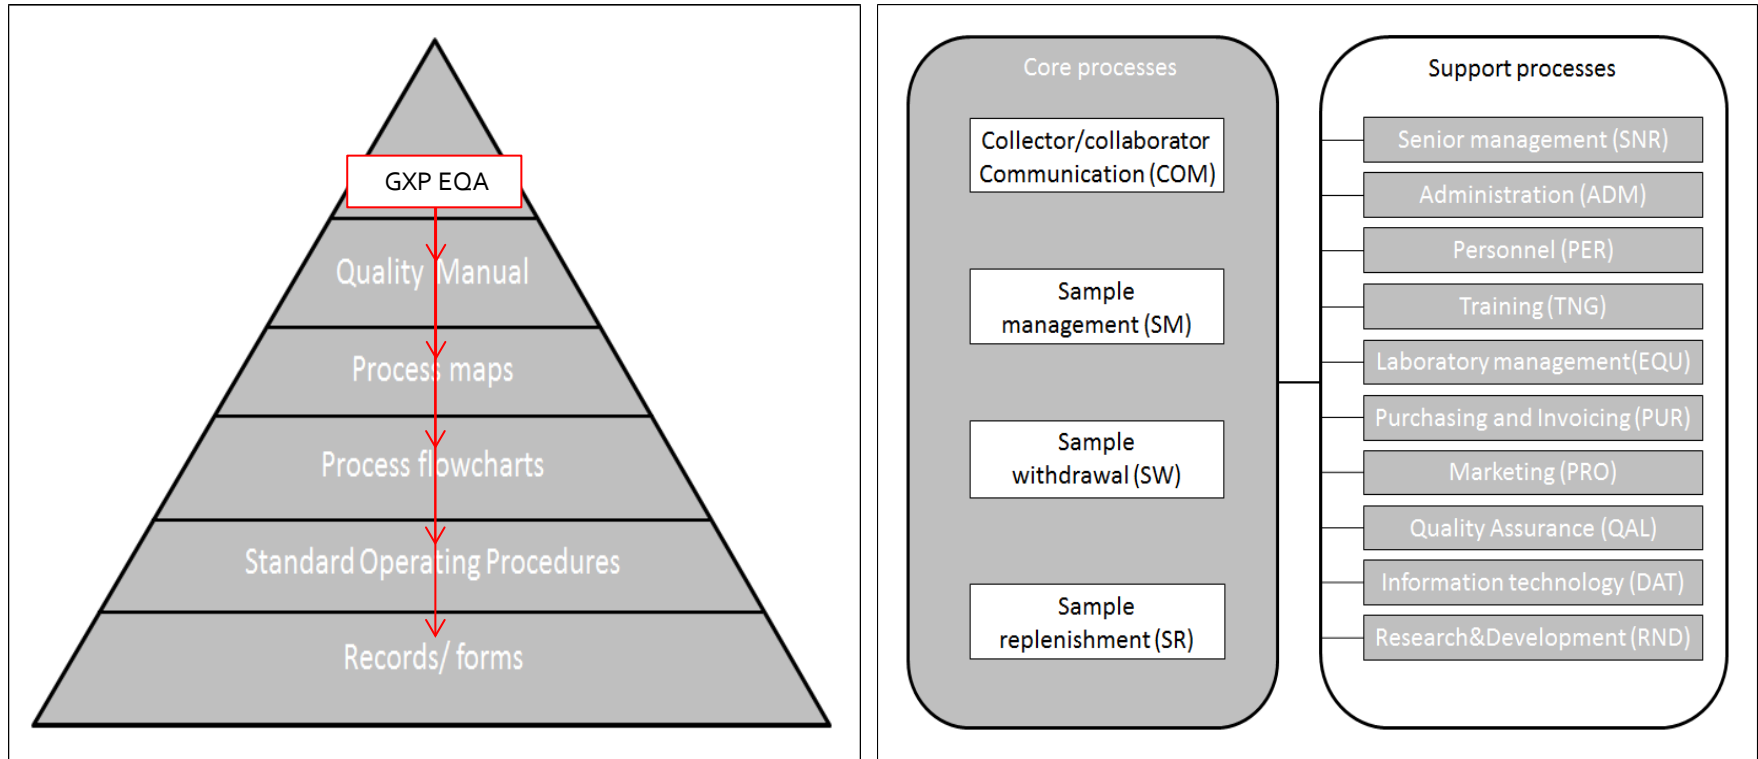 GXP EQA
Quality Manual
Process maps
Process flowcharts
Standard Operating Procedures
Records/ forms
Core processes
Collector/collaborator
Communication (COM)
Sample
management (SM)
Sample
withdrawal (SW)
Sample
replenishment (SR)
Support processes
Senior management (SNR)
Administration (ADM)
Personnel (PER)
Training (TNG)
Laboratory management(EQU)
Purchasing and Invoicing (PUR)
Marketing (PRO)
Quality Assurance (QAL)
Information technology (DAT)
Research&Development (RND)